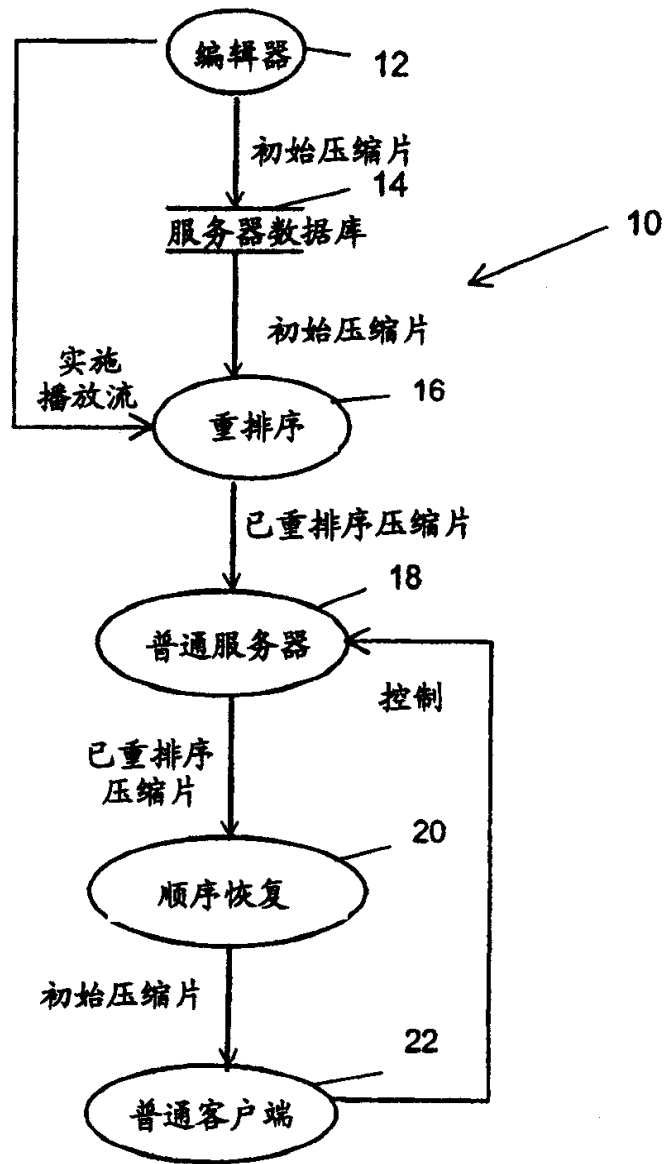 编辑器
12
初始压缩片
14
服务器数据库
10
初始压缩片
实施
播放流
16
重排序
已重排序压缩片
18
普通服务器
控制
已重排序
压缩片
20
顺序恢复
初始压缩片
22
普通客户端